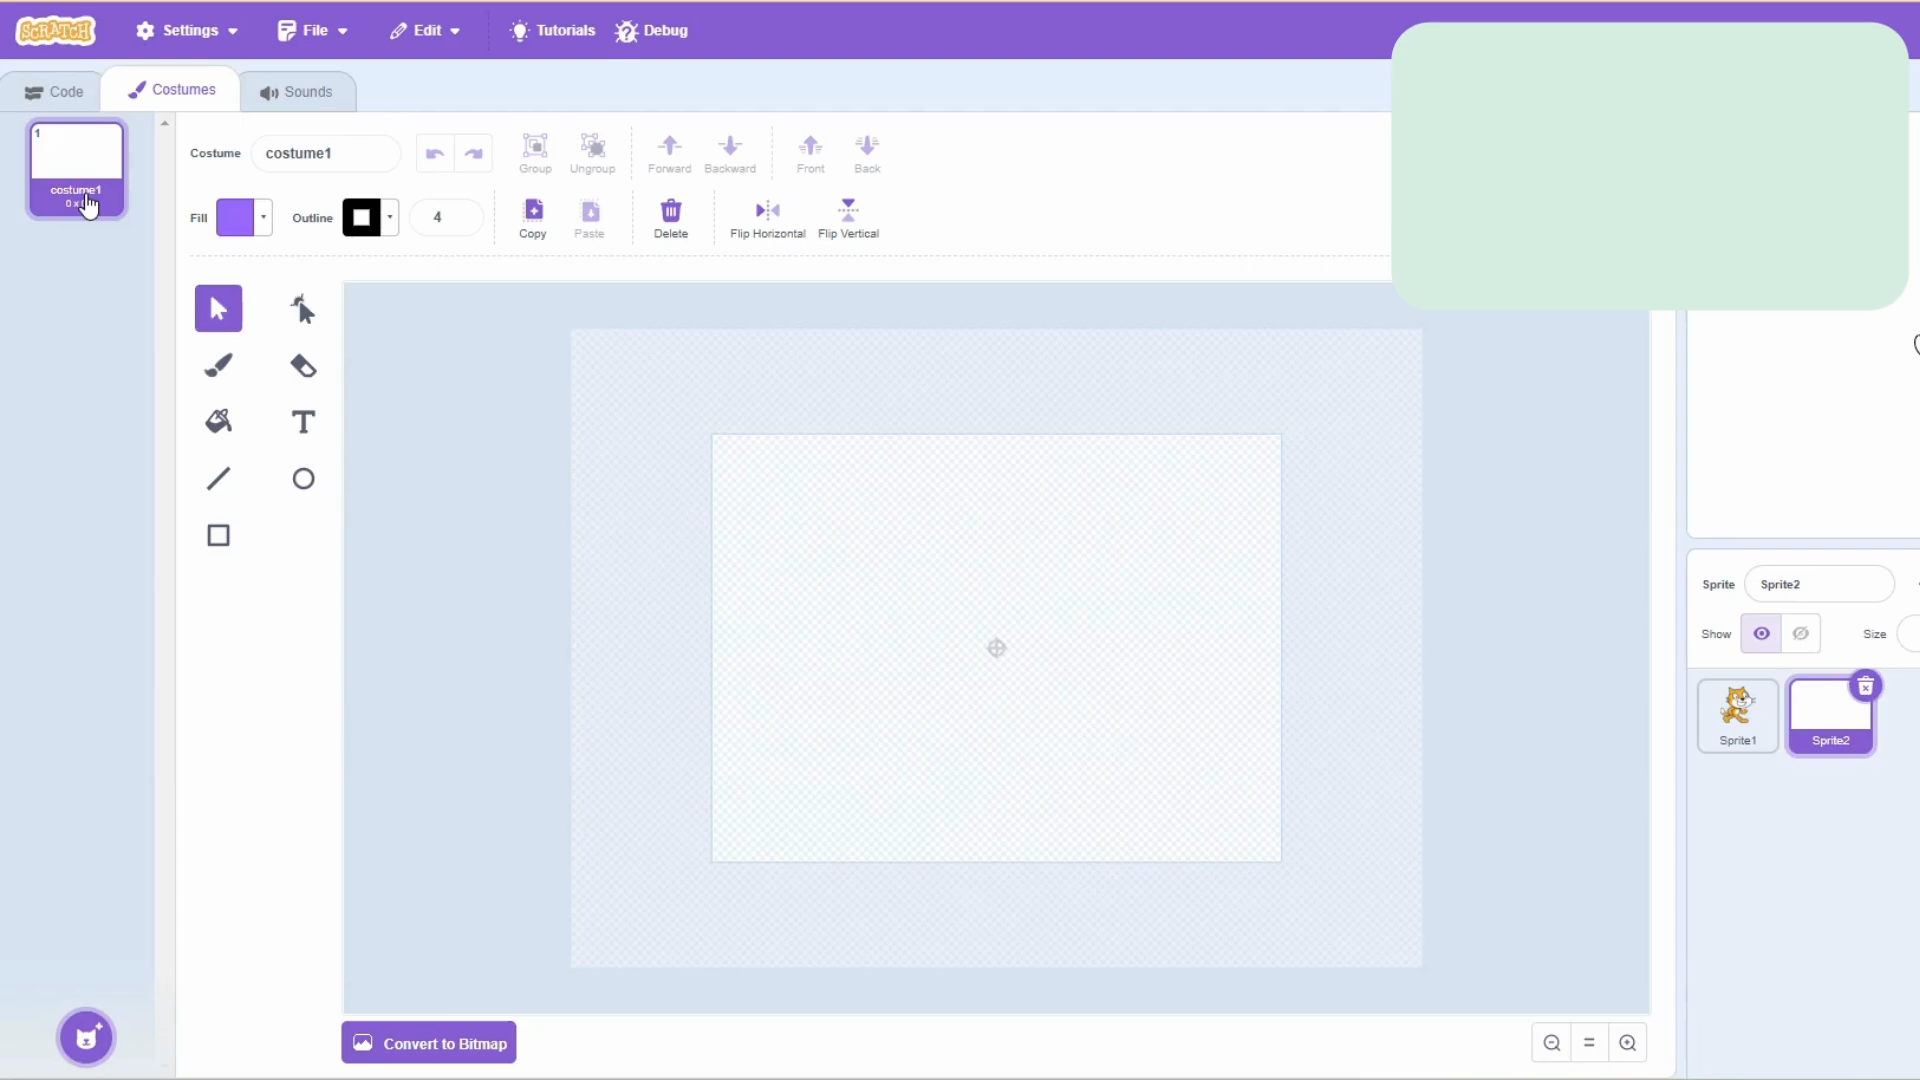 SCRATCH Settings File Edit Tutorials Debug
Code Costumes Sounds
1
costume1
Costume costume1 Group Ungroup Forward Backward Front Back
Fill Outline 4 Copy Paste Delete Flip Horizontal Flip Vertical
T
Sprite Sprite2
Show Size
Sprite1 Sprite2
Convert to Bitmap